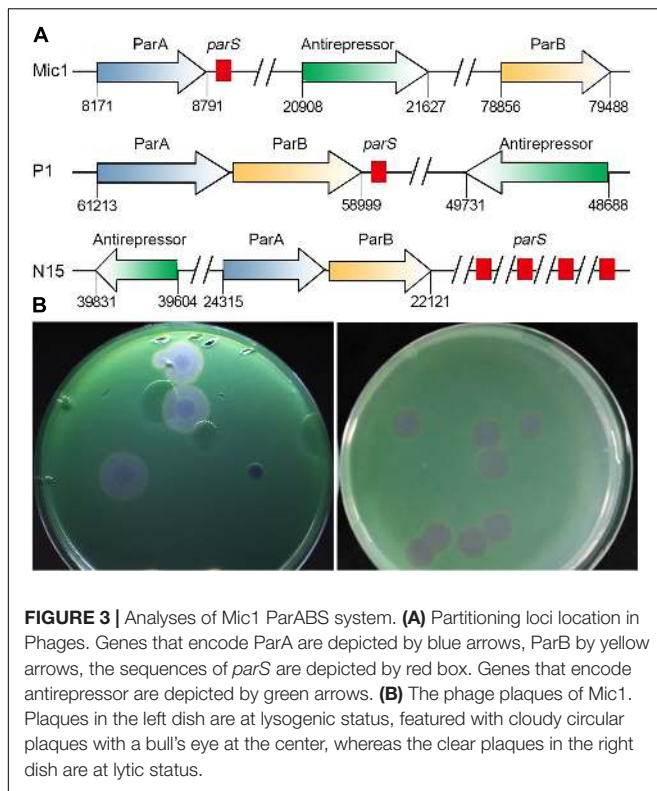 A
ParA parS Antirepressor ParB
Mic1
8171 8791 20908 21627 78856 79488
ParA ParB parS Antirepressor
P1
61213 58999 49731 48688
Antirepressor ParA ParB parS
N15
39831 39604 24315 22121
B
FIGURE 3 | Analyses of Mic1 ParABS system. (A) Partitioning loci location in
Phages. Genes that encode ParA are depicted by blue arrows, ParB by yellow
arrows, the sequences of parS are depicted by red box. Genes that encode
antirepressor are depicted by green arrows. (B) The phage plaques of Mic1.
Plaques in the left dish are at lysogenic status, featured with cloudy circular
plaques with a bull's eye at the center, whereas the clear plaques in the right
dish are at lytic status.